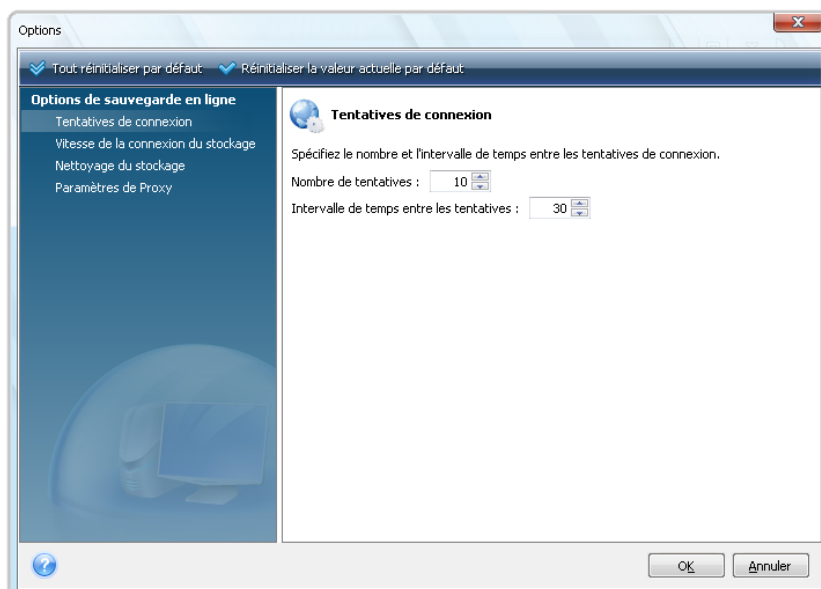 Options
Tout réinitialiser par défaut Réinitialiser la valeur actuelle par défaut
Options de sauvegarde en ligne
Tentatives de connexion
Vitesse de la connexion du stockage
Nettoyage du stockage
Paramètres de Proxy
Tentatives de connexion
Spécifiez le nombre et l'intervalle de temps entre les tentatives de connexion.
Nombre de tentatives : 10
Intervalle de temps entre les tentatives : 30
OK Annuler